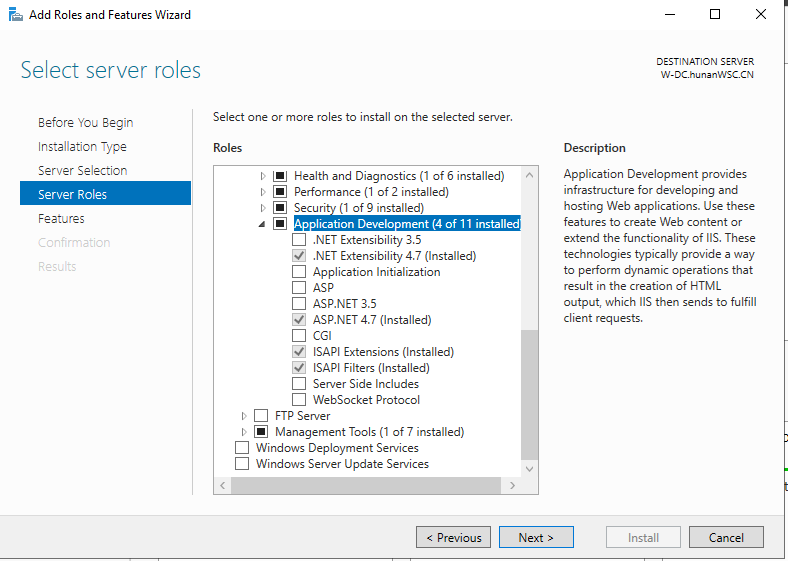 Add Roles and Features Wizard
Select server roles
DESTINATION SERVER
W-DC.hunanWSC.CN
Before You Begin
Installation Type
Server Selection
Server Roles
Features
Confirmation
Results
Select one or more roles to install on the selected server.
Roles
Health and Diagnostics (1 of 6 installed)
Performance (1 of 2 installed)
Security (1 of 9 installed)
Application Development (4 of 11 installed)
.NET Extensibility 3.5
.NET Extensibility 4.7 (Installed)
Application Initialization
ASP
ASP.NET 3.5
ASP.NET 4.7 (Installed)
CGI
ISAPI Extensions (Installed)
ISAPI Filters (Installed)
Server Side Includes
WebSocket Protocol
FTP Server
Management Tools (1 of 7 installed)
Windows Deployment Services
Windows Server Update Services
Description
Application Development provides
infrastructure for developing and
hosting Web applications. Use these
features to create Web content or
extend the functionality of IIS. These
technologies typically provide a way
to perform dynamic operations that
result in the creation of HTML
output, which IIS then sends to fulfill
client requests.
< Previous
Next >
Install
Cancel